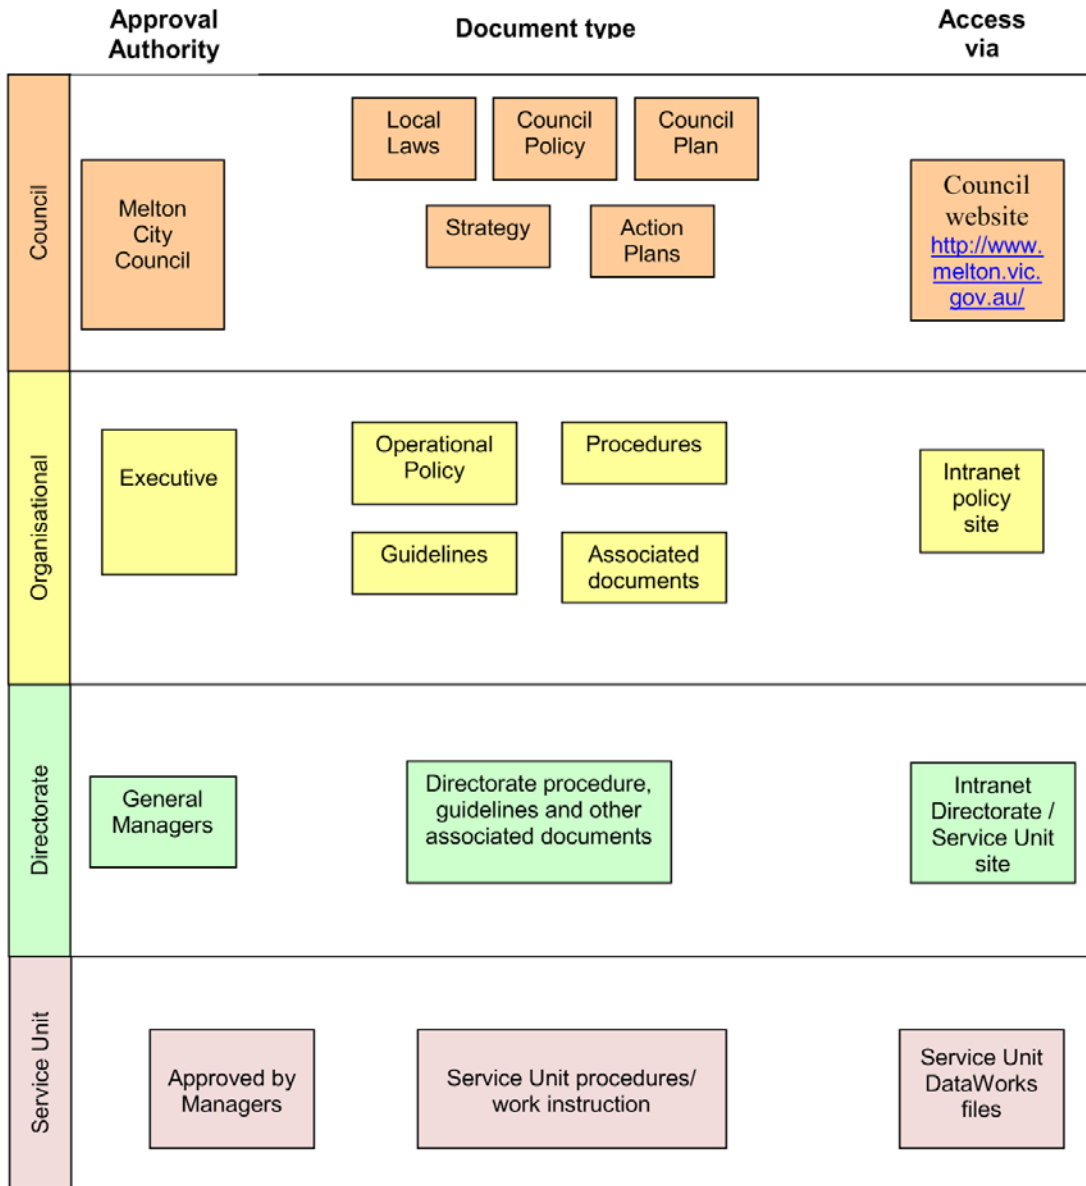 Approval
Authority
Document type
Access
via
Council
Melton
City
Council
Local
Laws
Council
Policy
Council
Plan
Strategy
Action
Plans
Council
website
http://www.
melton.vic.
gov.au/
Organisational
Executive
Operational
Policy
Procedures
Guidelines
Associated
documents
Intranet
policy
site
Directorate
General
Managers
Directorate procedure,
guidelines and other
associated documents
Intranet
Directorate /
Service Unit
site
Service Unit
Approved by
Managers
Service Unit procedures/
work instruction
Service Unit
DataWorks
files